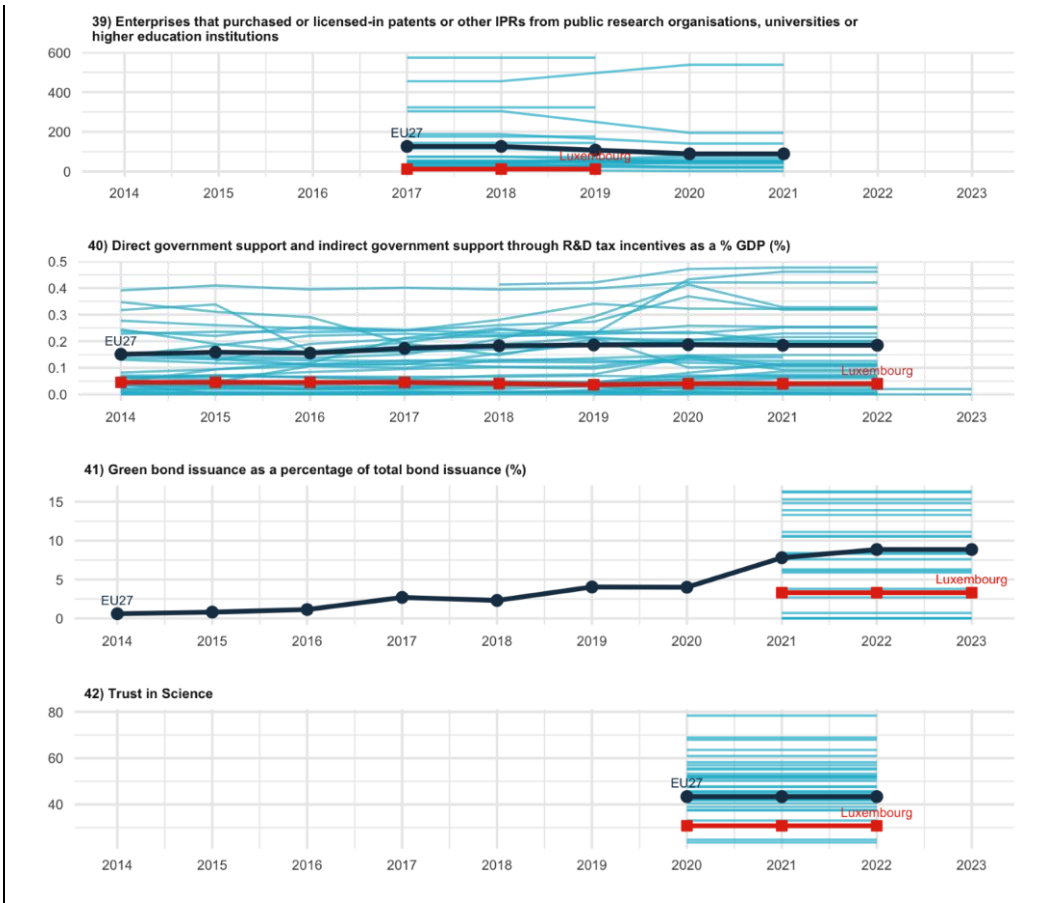 39) Enterprises that purchased or licensed-in patents or other IPRs from public research organisations, universities or
higher education institutions
600
400
200
0
EU27
Luxembourg
2014 2015 2016 2017 2018 2019 2020 2021 2022 2023
40) Direct government support and indirect government support through R&D tax incentives as a % GDP (%)
0.5
0.4
0.3
0.2
0.1
0.0
EU27
Luxembourg
2014 2015 2016 2017 2018 2019 2020 2021 2022 2023
41) Green bond issuance as a percentage of total bond issuance (%)
15
10
5
0
EU27
Luxembourg
2014 2015 2016 2017 2018 2019 2020 2021 2022 2023
42) Trust in Science
80
60
40
EU27
Luxembourg
2014 2015 2016 2017 2018 2019 2020 2021 2022 2023